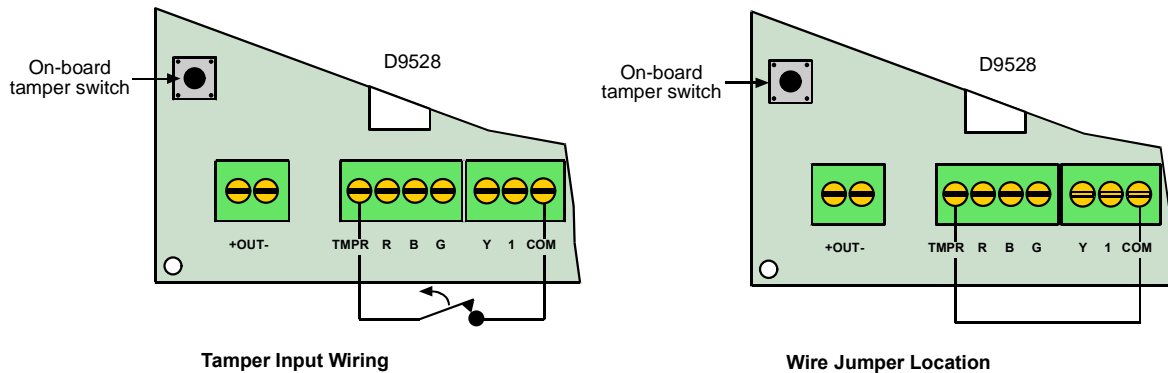 On-board
tamper switch
D9528
+OUT-
TMPR R B G Y 1 COM
Tamper Input Wiring
On-board
tamper switch
D9528
+OUT-
TMPR R B G Y 1 COM
Wire Jumper Location